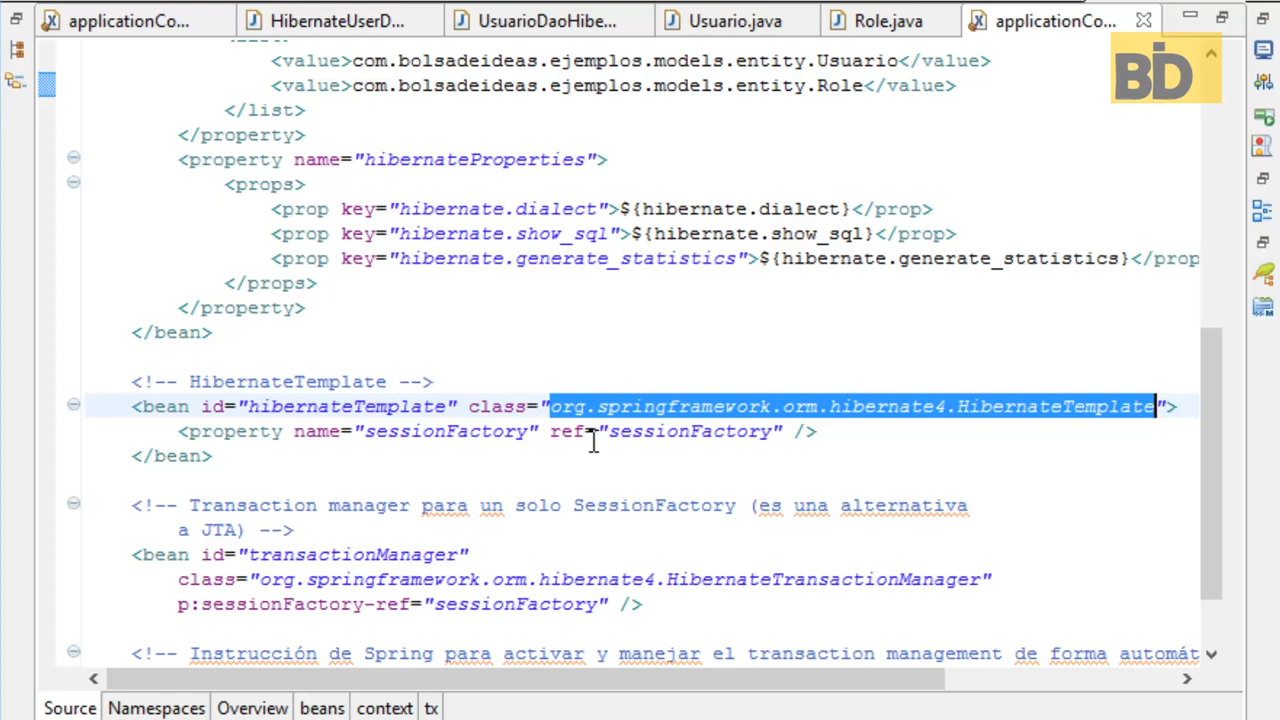 applicationCo...
HibernateUserD...
UsuarioDaoHibe...
Usuario.java
Role.java
applicationCo...
BD
<value>com.bolsadeideas.ejemplos.models.entity.Usuario</value>
<value>com.bolsadeideas.ejemplos.models.entity.Role</value>
</list>
</property>
<property name="hibernateProperties">
<props>
<prop key="hibernate.dialect">${hibernate.dialect}</prop>
<prop key="hibernate.show_sql">${hibernate.show_sql}</prop>
<prop key="hibernate.generate_statistics">${hibernate.generate_statistics}</prop
</props>
</property>
</bean>
<!-- HibernateTemplate -->
<bean id="hibernateTemplate" class="org.springframework.orm.hibernate4.HibernateTemplate">
<property name="sessionFactory" ref="sessionFactory" />
</bean>
<!-- Transaction manager para un solo SessionFactory (es una alternativa
a JTA) -->
<bean id="transactionManager"
class="org.springframework.orm.hibernate4.HibernateTransactionManager"
p:sessionFactory-ref="sessionFactory" />
<!-- Instrucción de Spring para activar y manejar el transaction management de forma automát
Source Namespaces Overview beans context tx